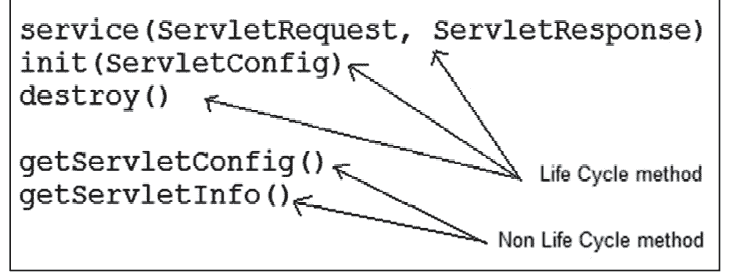 service(ServletRequest, ServletResponse)
init(ServletConfig)
destroy()
getServletConfig()
getServletInfo()
Life Cycle method
Non Life Cycle method